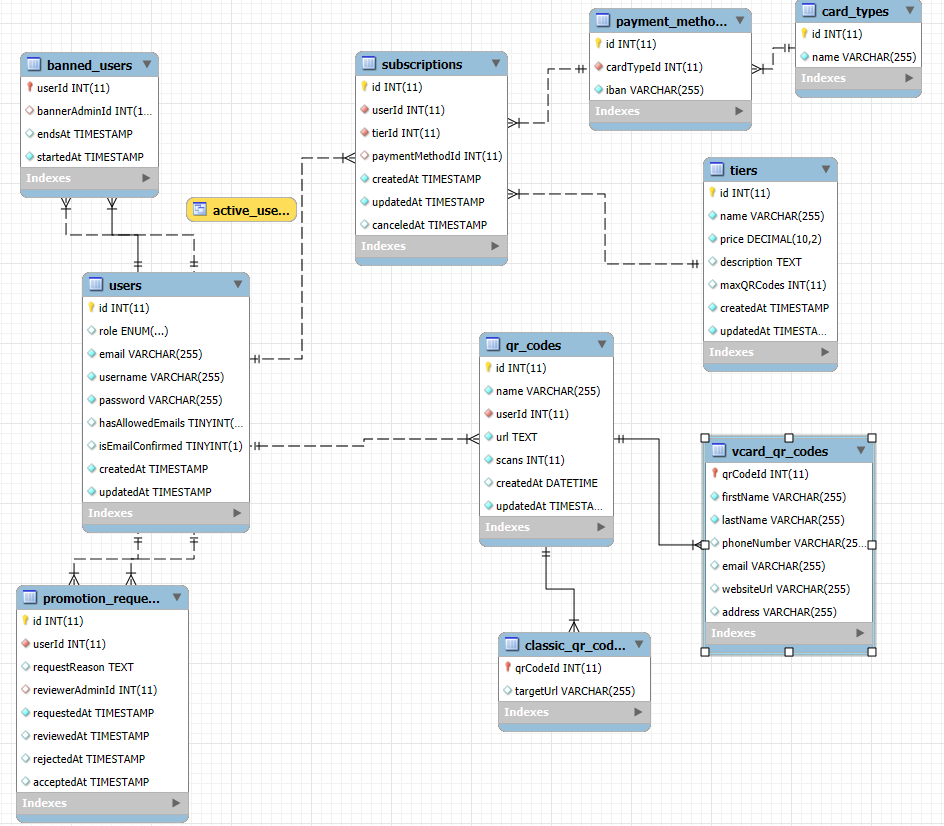 banned_users
userId INT(11)
bannerAdminId INT(1...
endsAt TIMESTAMP
startedAt TIMESTAMP
Indexes
active_use...
subscriptions
id INT(11)
userId INT(11)
tierId INT(11)
paymentMethodId INT(11)
createdAt TIMESTAMP
updatedAt TIMESTAMP
canceledAt TIMESTAMP
Indexes
payment_metho...
id INT(11)
cardTypeId INT(11)
iban VARCHAR(255)
Indexes
card_types
id INT(11)
name VARCHAR(255)
Indexes
tiers
id INT(11)
name VARCHAR(255)
price DECIMAL(10,2)
description TEXT
maxQRCodes INT(11)
createdAt TIMESTAMP
updatedAt TIMESTA...
Indexes
users
id INT(11)
role ENUM(...)
email VARCHAR(255)
username VARCHAR(255)
password VARCHAR(255)
hasAllowedEmails TINYINT(...
isEmailConfirmed TINYINT(1)
createdAt TIMESTAMP
updatedAt TIMESTAMP
Indexes
qr_codes
id INT(11)
name VARCHAR(255)
userId INT(11)
url TEXT
scans INT(11)
createdAt DATETIME
updatedAt TIMESTA...
Indexes
vcard_qr_codes
qrCodeId INT(11)
firstName VARCHAR(255)
lastName VARCHAR(255)
phoneNumber VARCHAR(25...
email VARCHAR(255)
websiteUrl VARCHAR(255)
address VARCHAR(255)
Indexes
promotion_reque...
id INT(11)
userId INT(11)
requestReason TEXT
reviewerAdminId INT(11)
requestedAt TIMESTAMP
reviewedAt TIMESTAMP
rejectedAt TIMESTAMP
acceptedAt TIMESTAMP
Indexes
classic_qr_cod...
qrCodeId INT(11)
targetUrl VARCHAR(255)
Indexes